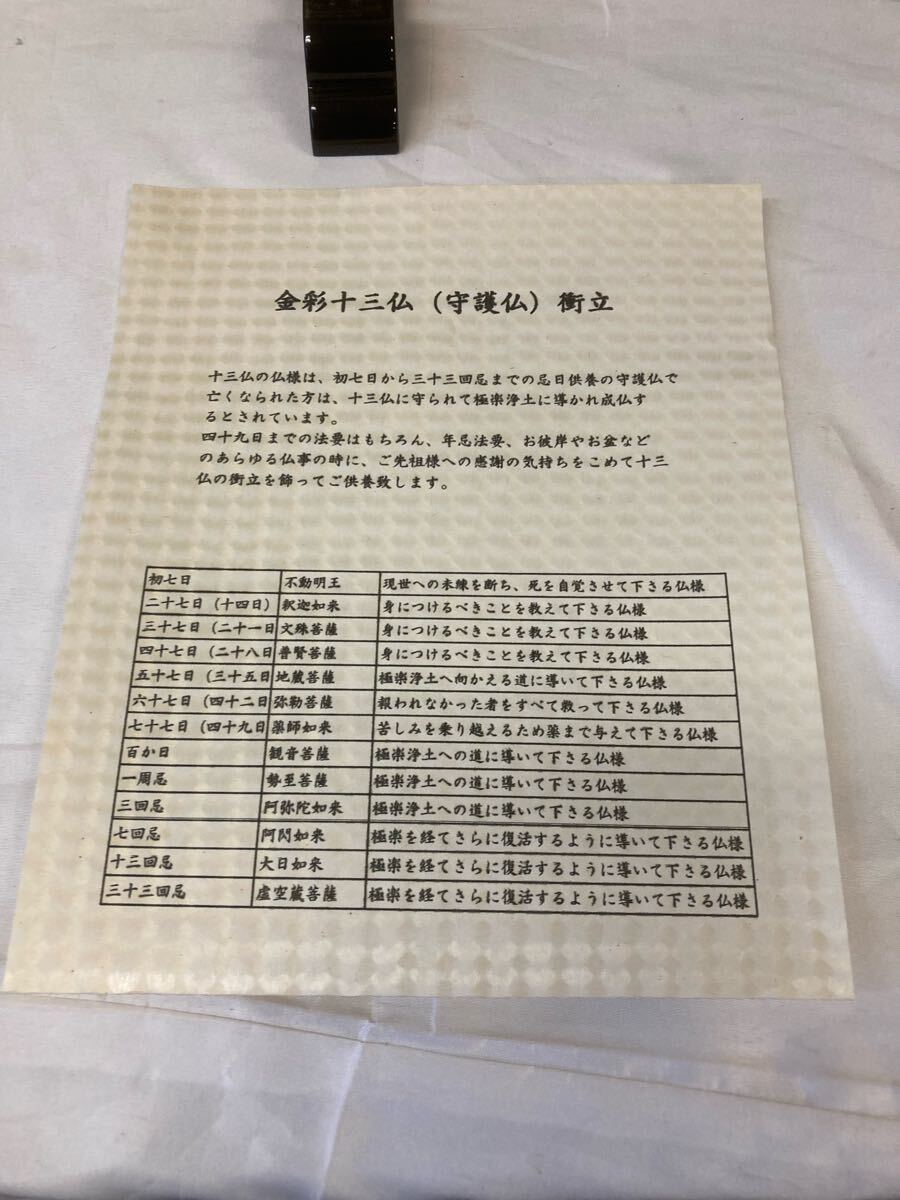 金彩十三仏（守護仏）衝立
十三仏の仏様は、初七日から三十三回忌までの忌日供養の守護仏で
亡くなられた方は、十三仏に守られて極楽浄土に導かれ成仏す
るとされています。
四十九日までの法要はもちろん、年忌法要、お彼岸やお盆など
のあらゆる仏事の時に、ご先祖様への感謝の気持ちをこめて十三
仏の衝立を飾ってご供養致します。
初七日 不動明王 現世への未練を断ち、死を自覚させて下さる仏様
二十七日（十四日） 釈迦如来 身につけるべきことを教えて下さる仏様
三十七日（二十一日 文殊菩薩 身につけるべきことを教えて下さる仏様
四十七日（二十八日 普賢菩薩 身につけるべきことを教えて下さる仏様
五十七日（三十五日 地蔵菩薩 極楽浄土へ向かえる道に導いて下さる仏様
六十七日（四十二日 弥勒菩薩 報われなかった者をすべて救って下さる仏様
七十七日（四十九日 薬師如来 苦しみを乗り越えるため薬まで与えて下さる仏様
百か日 観音菩薩 極楽浄土への道に導いて下さる仏様
一周忌 勢至菩薩 極楽浄土への道に導いて下さる仏様
三回忌 阿弥陀如来 極楽浄土への道に導いて下さる仏様
七回忌 阿閃如来 極楽を経てさらに復活するように導いて下さる仏様
十三回忌 大日如来 極楽を経てさらに復活するように導いて下さる仏様
三十三回忌 虚空蔵菩薩 極楽を経てさらに復活するように導いて下さる仏様